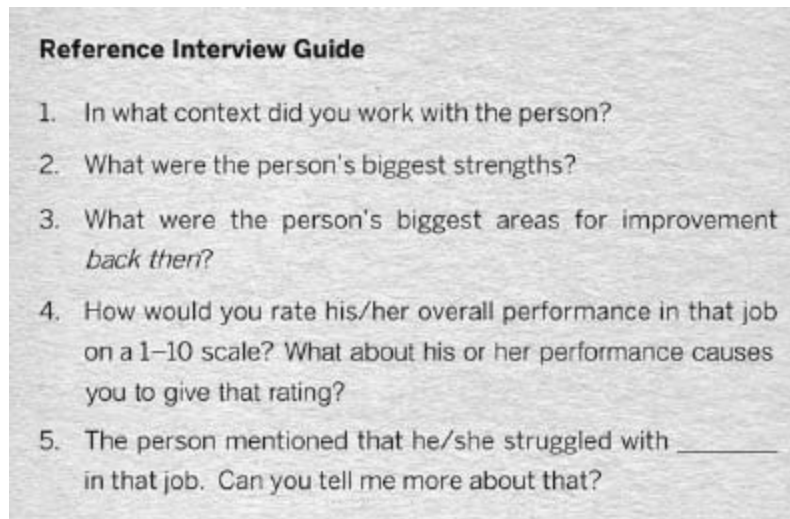 Reference Interview Guide
1. In what context did you work with the person?
2. What were the person's biggest strengths?
3. What were the person's biggest areas for improvement
back then?
4. How would you rate his/her overall performance in that job
on a 1–10 scale? What about his or her performance causes
you to give that rating?
5. The person mentioned that he/she struggled with ________
in that job. Can you tell me more about that?